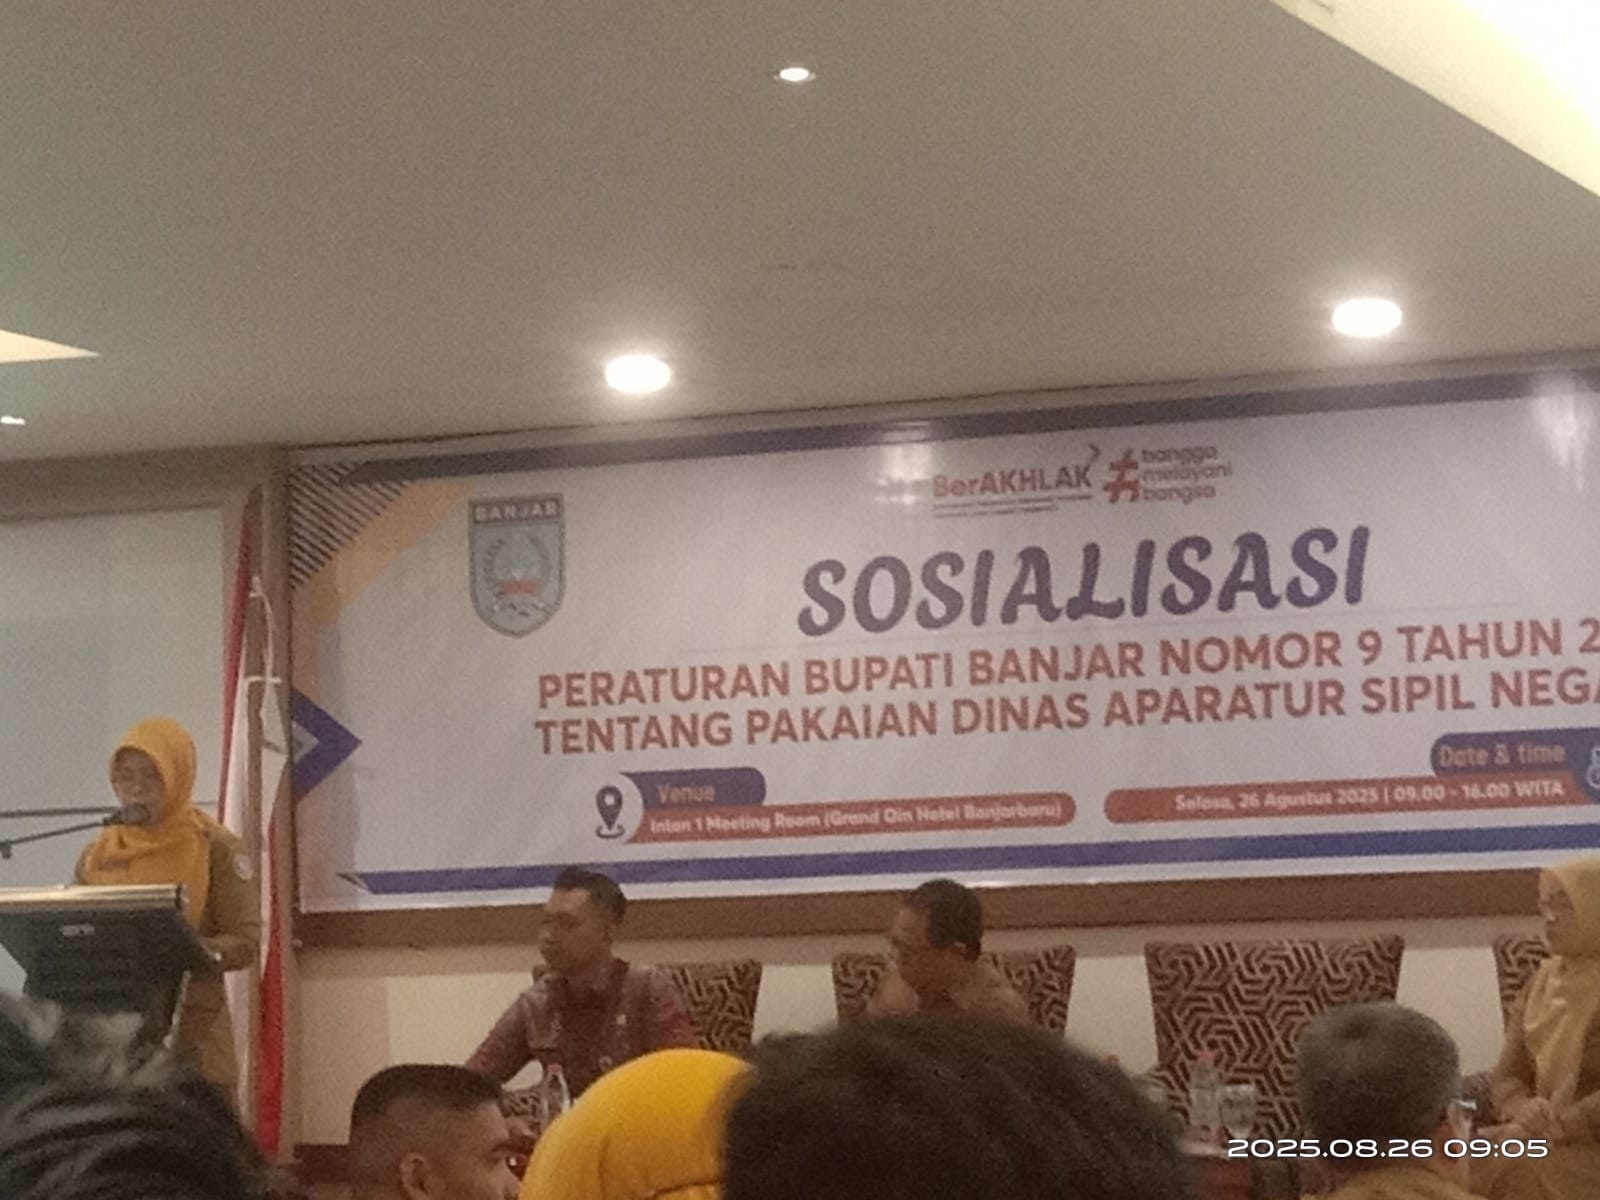 BerAKHLAK
#
bangga
melayani
bangsa
BANJAR
SOSIALISASI
PERATURAN BUPATI BANJAR NOMOR 9 TAHUN 2
TENTANG PAKAIAN DINAS APARATUR SIPIL NEGA
Venue
Intan 1 Meeting Room (Grand Qin Hotel Banjarbaru)
Date & time
Selasa, 26 Agustus 2025 | 09.00 - 16.00 WITA
2025.08.26 09:05